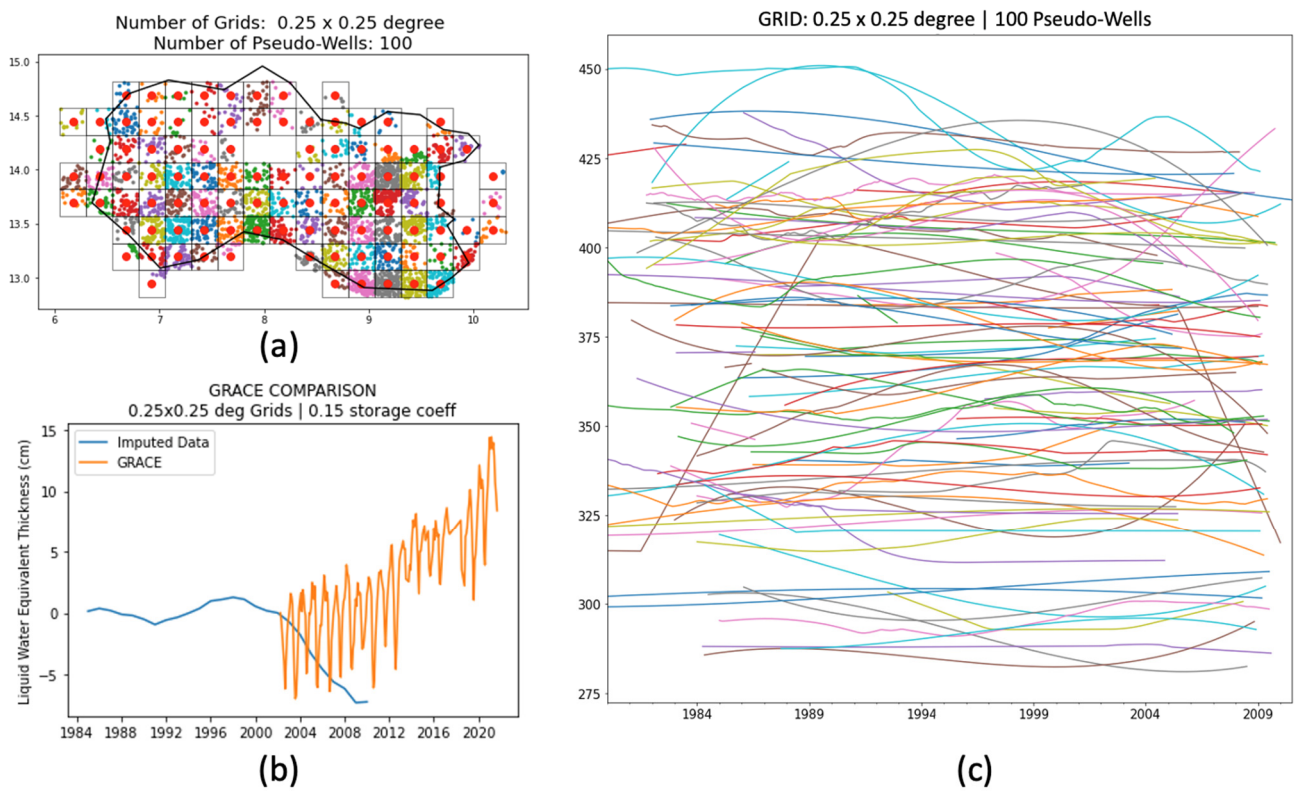 Number of Grids: 0.25 x 0.25 degree
Number of Pseudo-Wells: 100
15.0
14.5
14.0
13.5
13.0
6 7 8 9 10
(a)
GRACE COMPARISON
0.25x0.25 deg Grids | 0.15 storage coeff
Liquid Water Equivalent Thickness (cm)
Imputed Data
GRACE
15
10
5
0
−5
1984 1988 1992 1996 2000 2004 2008 2012 2016 2020
(b)
GRID: 0.25 x 0.25 degree | 100 Pseudo-Wells
450
425
400
375
350
325
300
275
1984 1989 1994 1999 2004 2009
(c)